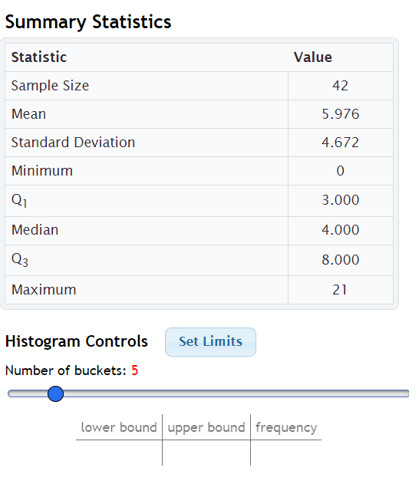 Summary Statistics
Statistic Value
Sample Size 42
Mean 5.976
Standard Deviation 4.672
Minimum 0
Q1 3.000
Median 4.000
Q3 8.000
Maximum 21
Histogram Controls Set Limits
Number of buckets: 5
lower bound upper bound frequency